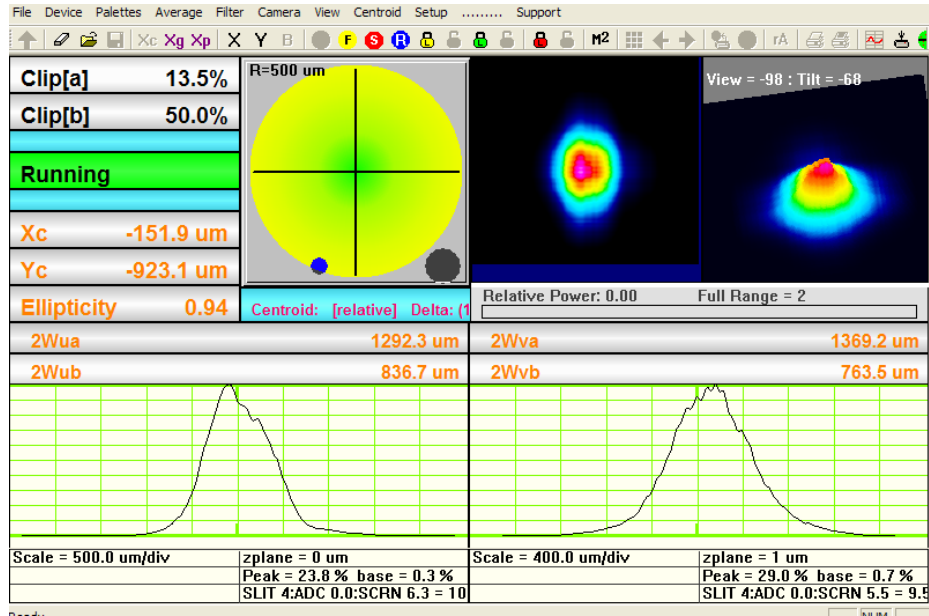 File Device Palettes Average Filter Camera View Centroid Setup ......... Support
Xc Xg Xp X Y B F S R M² rA
Clip[a] 13.5%
Clip[b] 50.0%
Running
Xc -151.9 um
Yc -923.1 um
Ellipticity 0.94
R=500 um
Centroid: [relative] Delta: (1
View = -98 : Tilt = -68
Relative Power: 0.00 Full Range = 2
2Wua 1292.3 um
2Wub 836.7 um
2Wva 1369.2 um
2Wvb 763.5 um
Scale = 500.0 um/div
zplane = 0 um
Peak = 23.8 % base = 0.3 %
SLIT 4:ADC 0.0:SCRN 6.3 = 10
Scale = 400.0 um/div
zplane = 1 um
Peak = 29.0 % base = 0.7 %
SLIT 4:ADC 0.0:SCRN 5.5 = 9.5